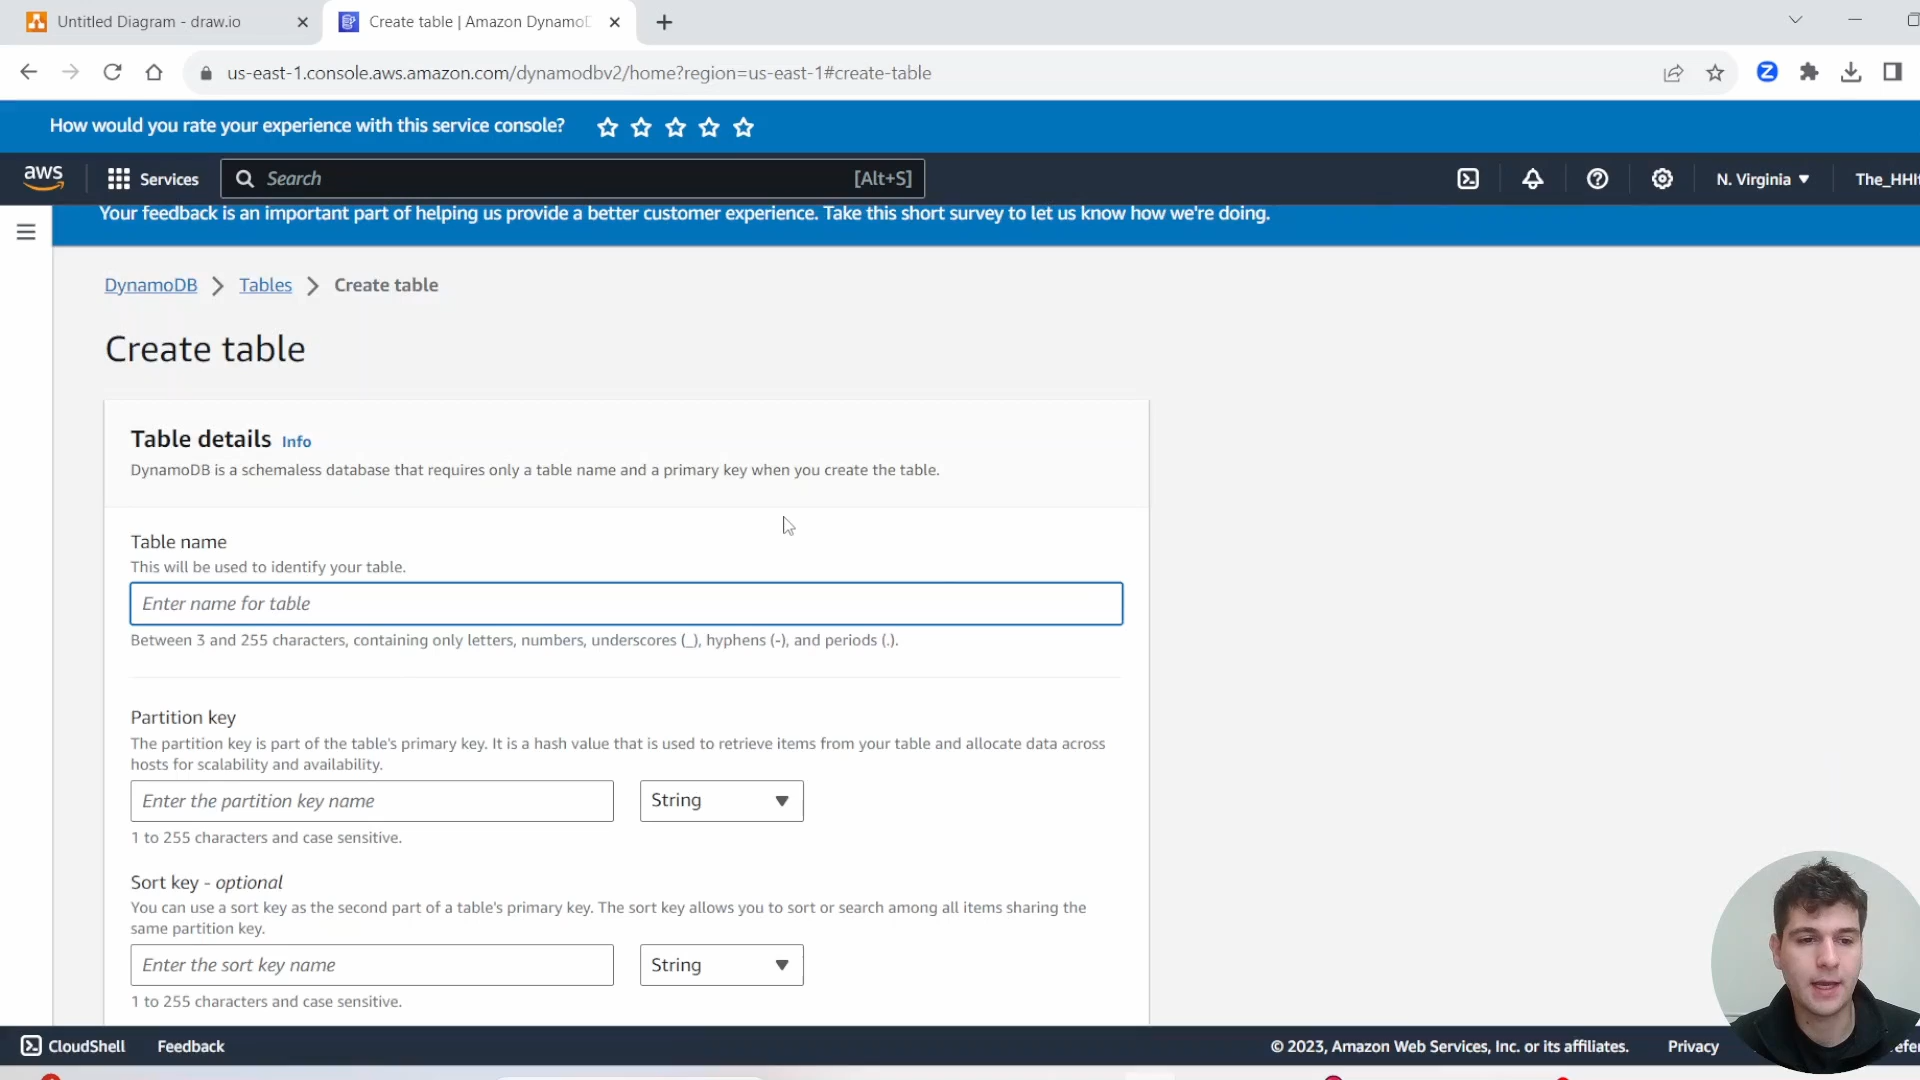 Untitled Diagram - draw.io
Create table | Amazon Dynamo
us-east-1.console.aws.amazon.com/dynamodbv2/home?region=us-east-1#create-table
How would you rate your experience with this service console?
aws
Services
Search
[Alt+S]
N. Virginia
The_HHI
Your feedback is an important part of helping us provide a better customer experience. Take this short survey to let us know how we're doing.
DynamoDB > Tables > Create table
Create table
Table details Info
DynamoDB is a schemaless database that requires only a table name and a primary key when you create the table.
Table name
This will be used to identify your table.
Enter name for table
Between 3 and 255 characters, containing only letters, numbers, underscores (_), hyphens (-), and periods (.).
Partition key
The partition key is part of the table's primary key. It is a hash value that is used to retrieve items from your table and allocate data across
hosts for scalability and availability.
Enter the partition key name
String
1 to 255 characters and case sensitive.
Sort key - optional
You can use a sort key as the second part of a table's primary key. The sort key allows you to sort or search among all items sharing the
same partition key.
Enter the sort key name
String
1 to 255 characters and case sensitive.
CloudShell
Feedback
© 2023, Amazon Web Services, Inc. or its affiliates.
Privacy